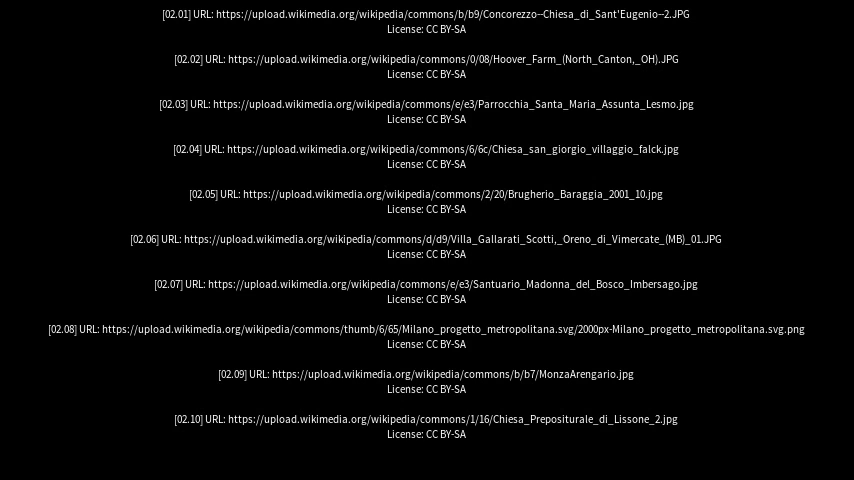 [02.01] URL: https://upload.wikimedia.org/wikipedia/commons/b/b9/Concorezzo--Chiesa_di_Sant'Eugenio--2.JPG
License: CC BY-SA
[02.02] URL: https://upload.wikimedia.org/wikipedia/commons/0/08/Hoover_Farm_(North_Canton,_OH).JPG
License: CC BY-SA
[02.03] URL: https://upload.wikimedia.org/wikipedia/commons/e/e3/Parrocchia_Santa_Maria_Assunta_Lesmo.jpg
License: CC BY-SA
[02.04] URL: https://upload.wikimedia.org/wikipedia/commons/6/6c/Chiesa_san_giorgio_villaggio_falck.jpg
License: CC BY-SA
[02.05] URL: https://upload.wikimedia.org/wikipedia/commons/2/20/Brugherio_Baraggia_2001_10.jpg
License: CC BY-SA
[02.06] URL: https://upload.wikimedia.org/wikipedia/commons/d/d9/Villa_Gallarati_Scotti,_Oreno_di_Vimercate_(MB)_01.JPG
License: CC BY-SA
[02.07] URL: https://upload.wikimedia.org/wikipedia/commons/e/e3/Santuario_Madonna_del_Bosco_Imbersago.jpg
License: CC BY-SA
[02.08] URL: https://upload.wikimedia.org/wikipedia/commons/thumb/6/65/Milano_progetto_metropolitana.svg/2000px-Milano_progetto_metropolitana.svg.png
License: CC BY-SA
[02.09] URL: https://upload.wikimedia.org/wikipedia/commons/b/b7/MonzaArengario.jpg
License: CC BY-SA
[02.10] URL: https://upload.wikimedia.org/wikipedia/commons/1/16/Chiesa_Prepositurale_di_Lissone_2.jpg
License: CC BY-SA